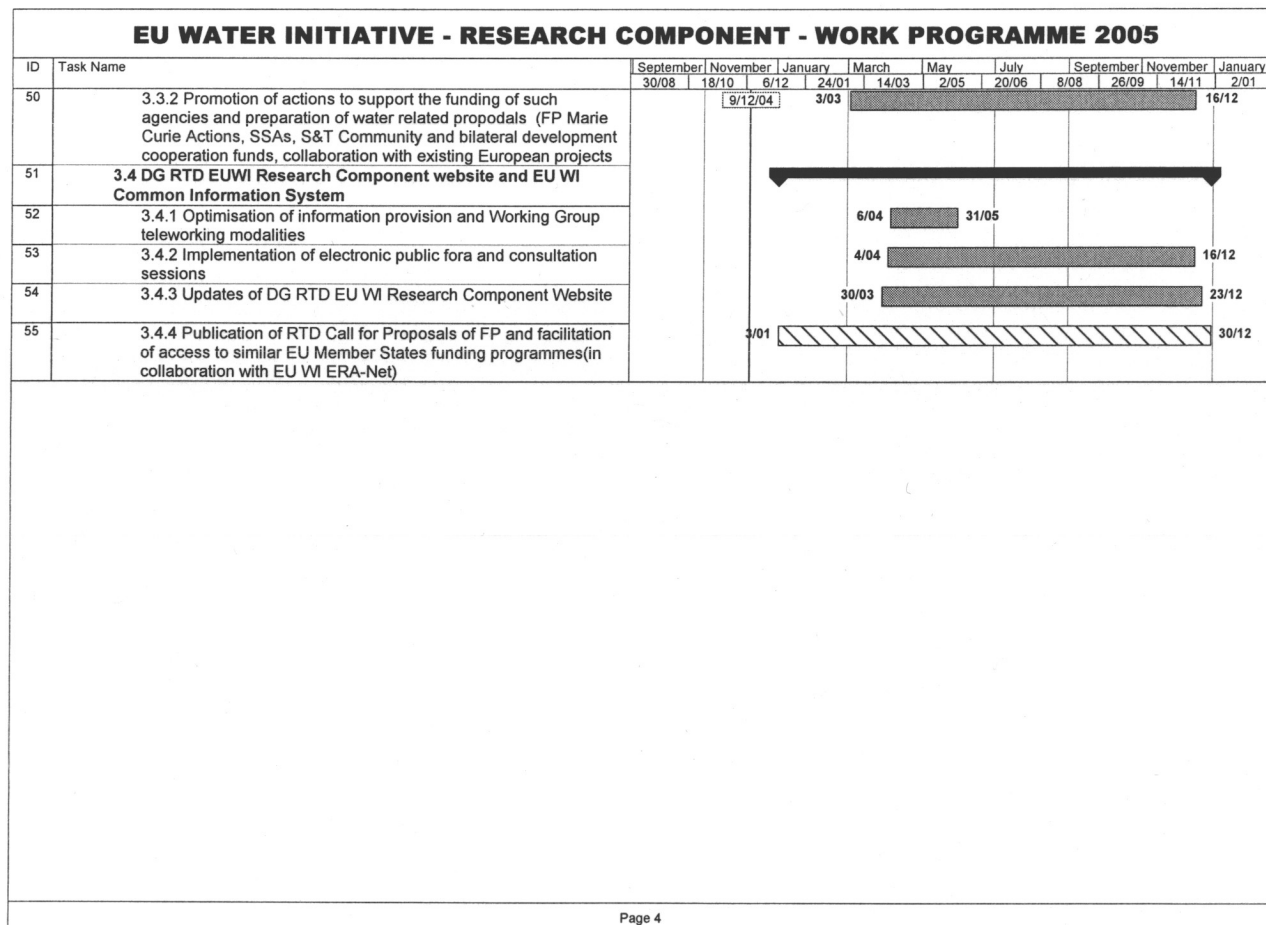 EU WATER INITIATIVE - RESEARCH COMPONENT - WORK PROGRAMME 2005
ID Task Name September November January March May July September November January
30/08 18/10 6/12 24/01 14/03 2/05 20/06 8/08 26/09 14/11 2/01
50 3.3.2 Promotion of actions to support the funding of such 9/12/04 3/03 16/12
agencies and preparation of water related propodals (FP Marie
Curie Actions, SSAs, S&T Community and bilateral development
cooperation funds, collaboration with existing European projects
51 3.4 DG RTD EUWI Research Component website and EU WI
Common Information System
52 3.4.1 Optimisation of information provision and Working Group 6/04 31/05
teleworking modalities
53 3.4.2 Implementation of electronic public fora and consultation 4/04 16/12
sessions
54 3.4.3 Updates of DG RTD EU WI Research Component Website 30/03 23/12
55 3.4.4 Publication of RTD Call for Proposals of FP and facilitation 3/01 30/12
of access to similar EU Member States funding programmes(in
collaboration with EU WI ERA-Net)
Page 4